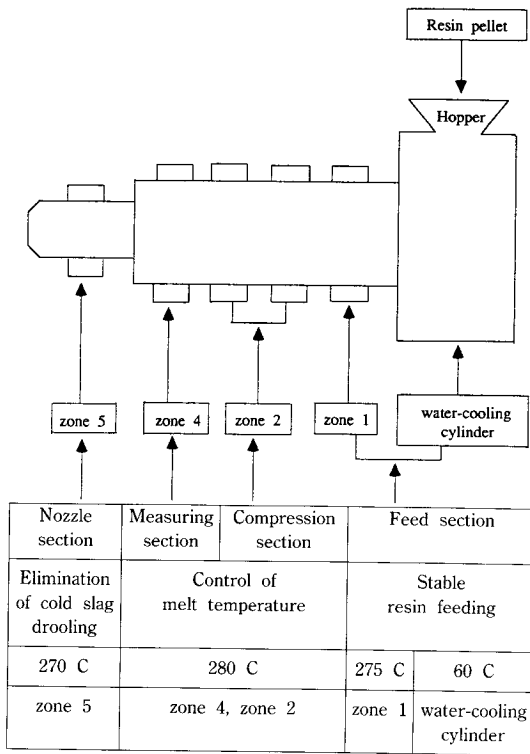 Resin pellet
Hopper
zone 5
zone 4
zone 2
zone 1
water-cooling
cylinder
Nozzle
section
Measuring
section
Compression
section
Feed section
Elimination
of cold slag
drooling
Control of
melt temperature
Stable
resin feeding
270 C
280 C
275 C
60 C
zone 5
zone 4, zone 2
zone 1
water-cooling
cylinder